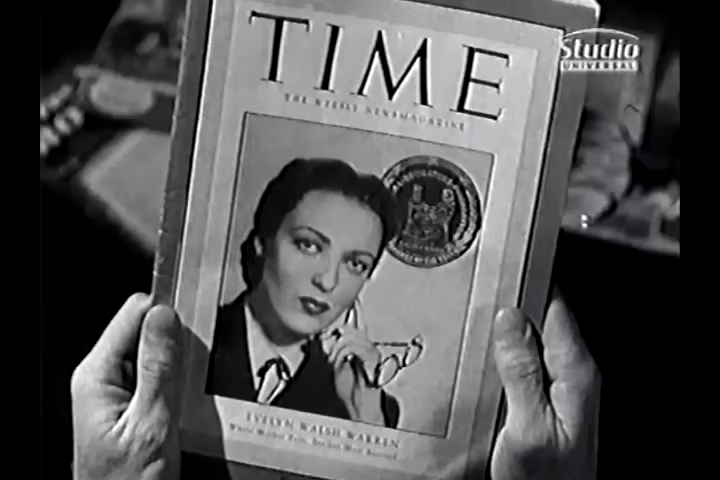 TIME
THE WEEKLY NEWSMAGAZINE
Studio
UNIVERSAL
EVELYN WALSH WARREN